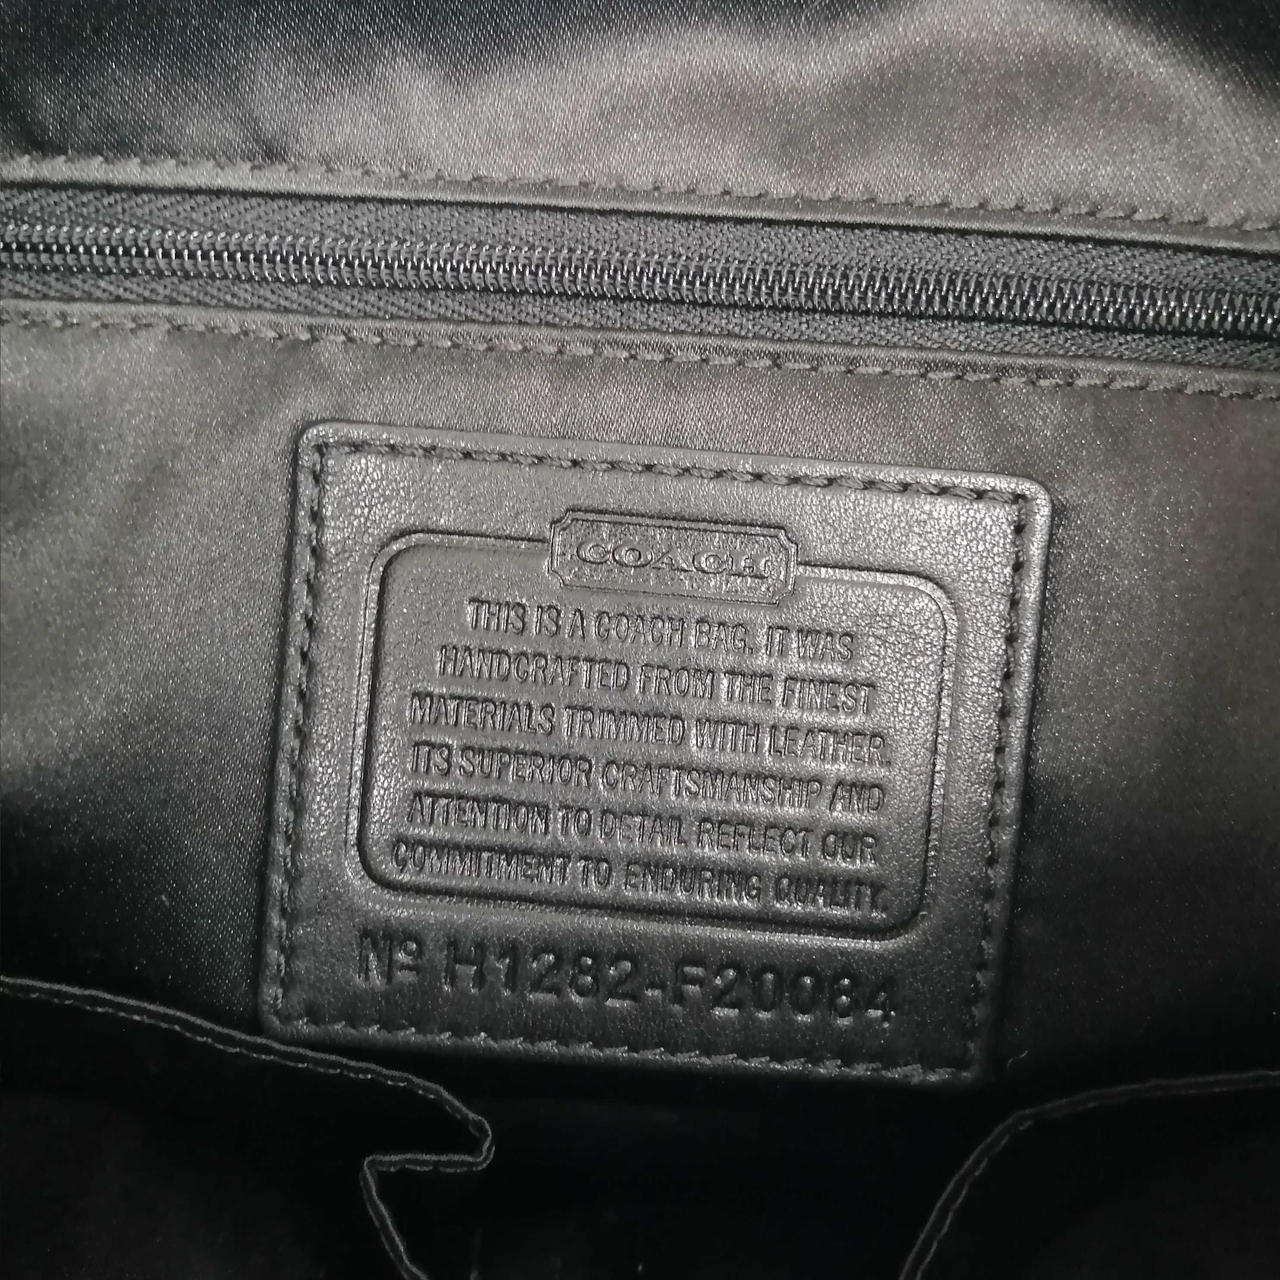 COACH
THIS IS A COACH BAG. IT WAS
HANDCRAFTED FROM THE FINEST
MATERIALS TRIMMED WITH LEATHER.
ITS SUPERIOR CRAFTSMANSHIP AND
ATTENTION TO DETAIL REFLECT OUR
COMMITMENT TO ENDURING QUALITY.
Nº H1282-F20084